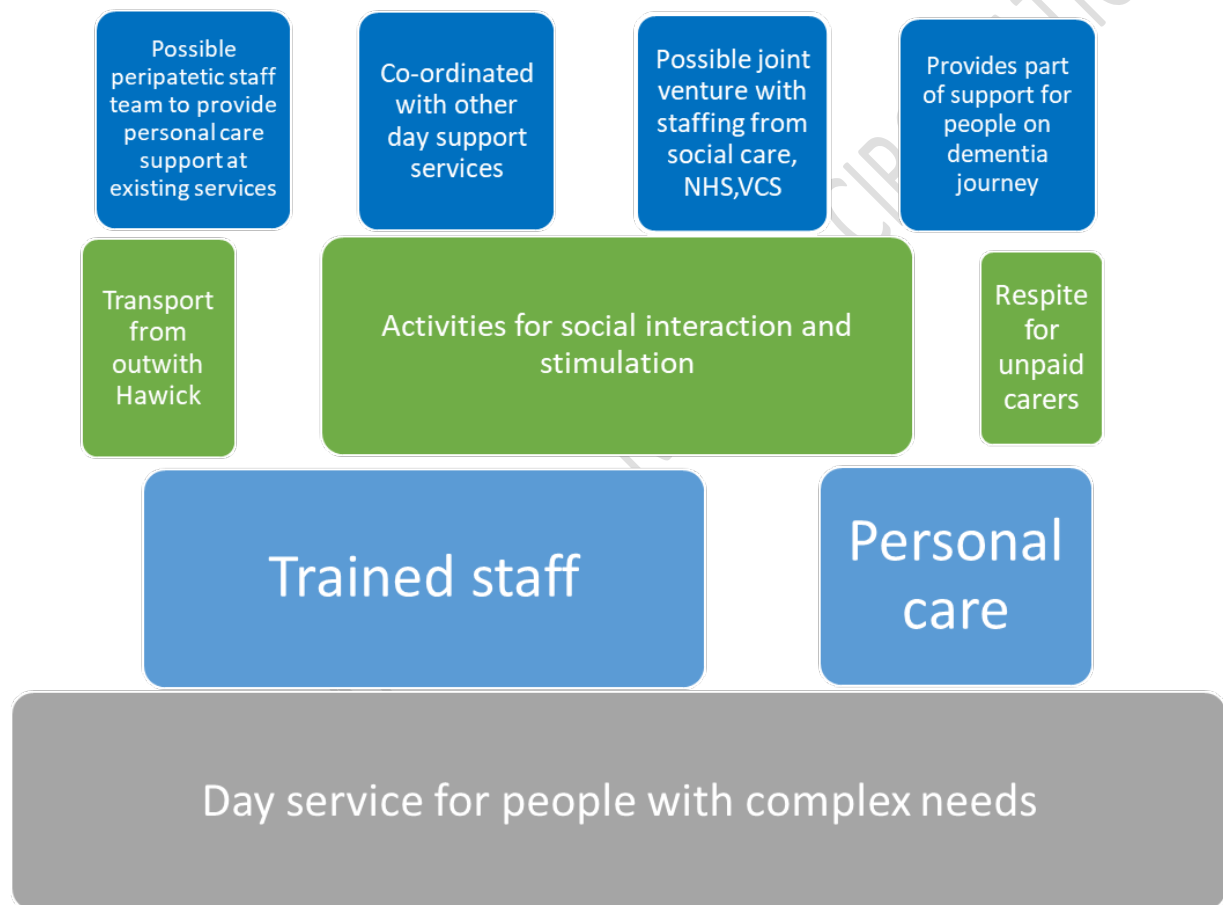 Possible
peripatetic staff
team to provide
personal care
support at
existing services
Co-ordinated
with other
day support
services
Possible joint
venture with
staffing from
social care,
NHS,VCS
Provides part
of support for
people on
dementia
journey
Transport
from
outwith
Hawick
Activities for social interaction and
stimulation
Respite
for
unpaid
carers
Trained staff
Personal
care
Day service for people with complex needs